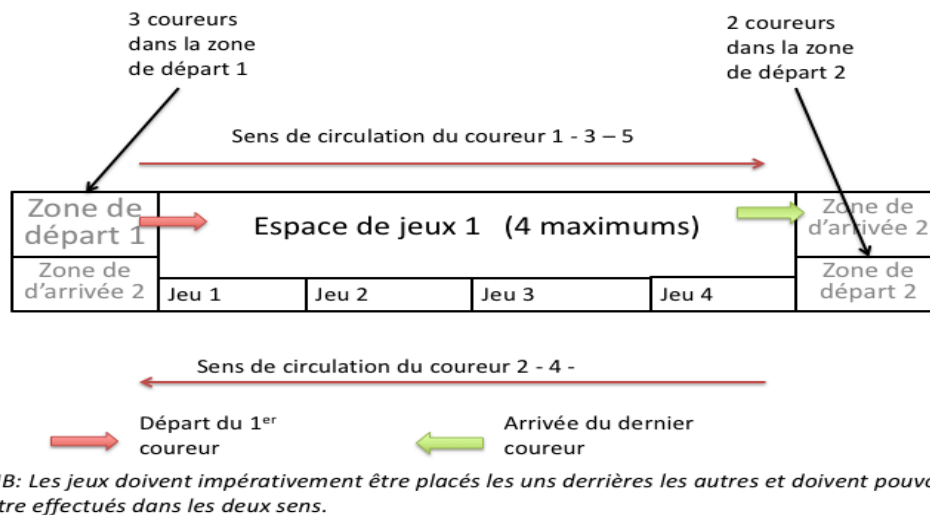 3 coureurs
dans la zone
de départ 1
2 coureurs
dans la zone
de départ 2
Sens de circulation du coureur 1 - 3 – 5
Zone de
départ 1
Espace de jeux 1 (4 maximums)
Zone de
d’arrivée 2
Zone de
d’arrivée 2
Jeu 1
Jeu 2
Jeu 3
Jeu 4
Zone de
départ 2
Sens de circulation du coureur 2 - 4 -
Départ du 1er
coureur
Arrivée du dernier
coureur
NB: Les jeux doivent impérativement être placés les uns derrières les autres et doivent
effectués dans les deux sens.